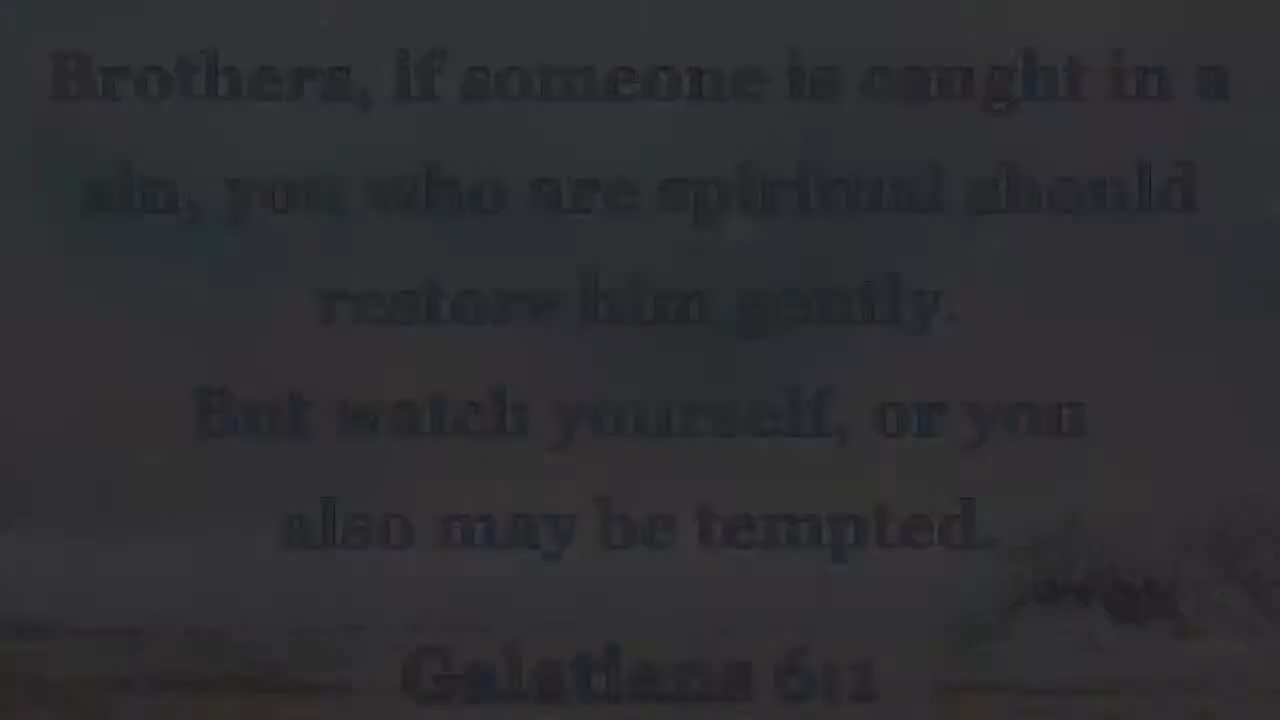 Brothers, if someone is caught in a
sin, you who are spiritual should
restore him gently.
But watch yourself, or you
also may be tempted.
Galatians 6:1